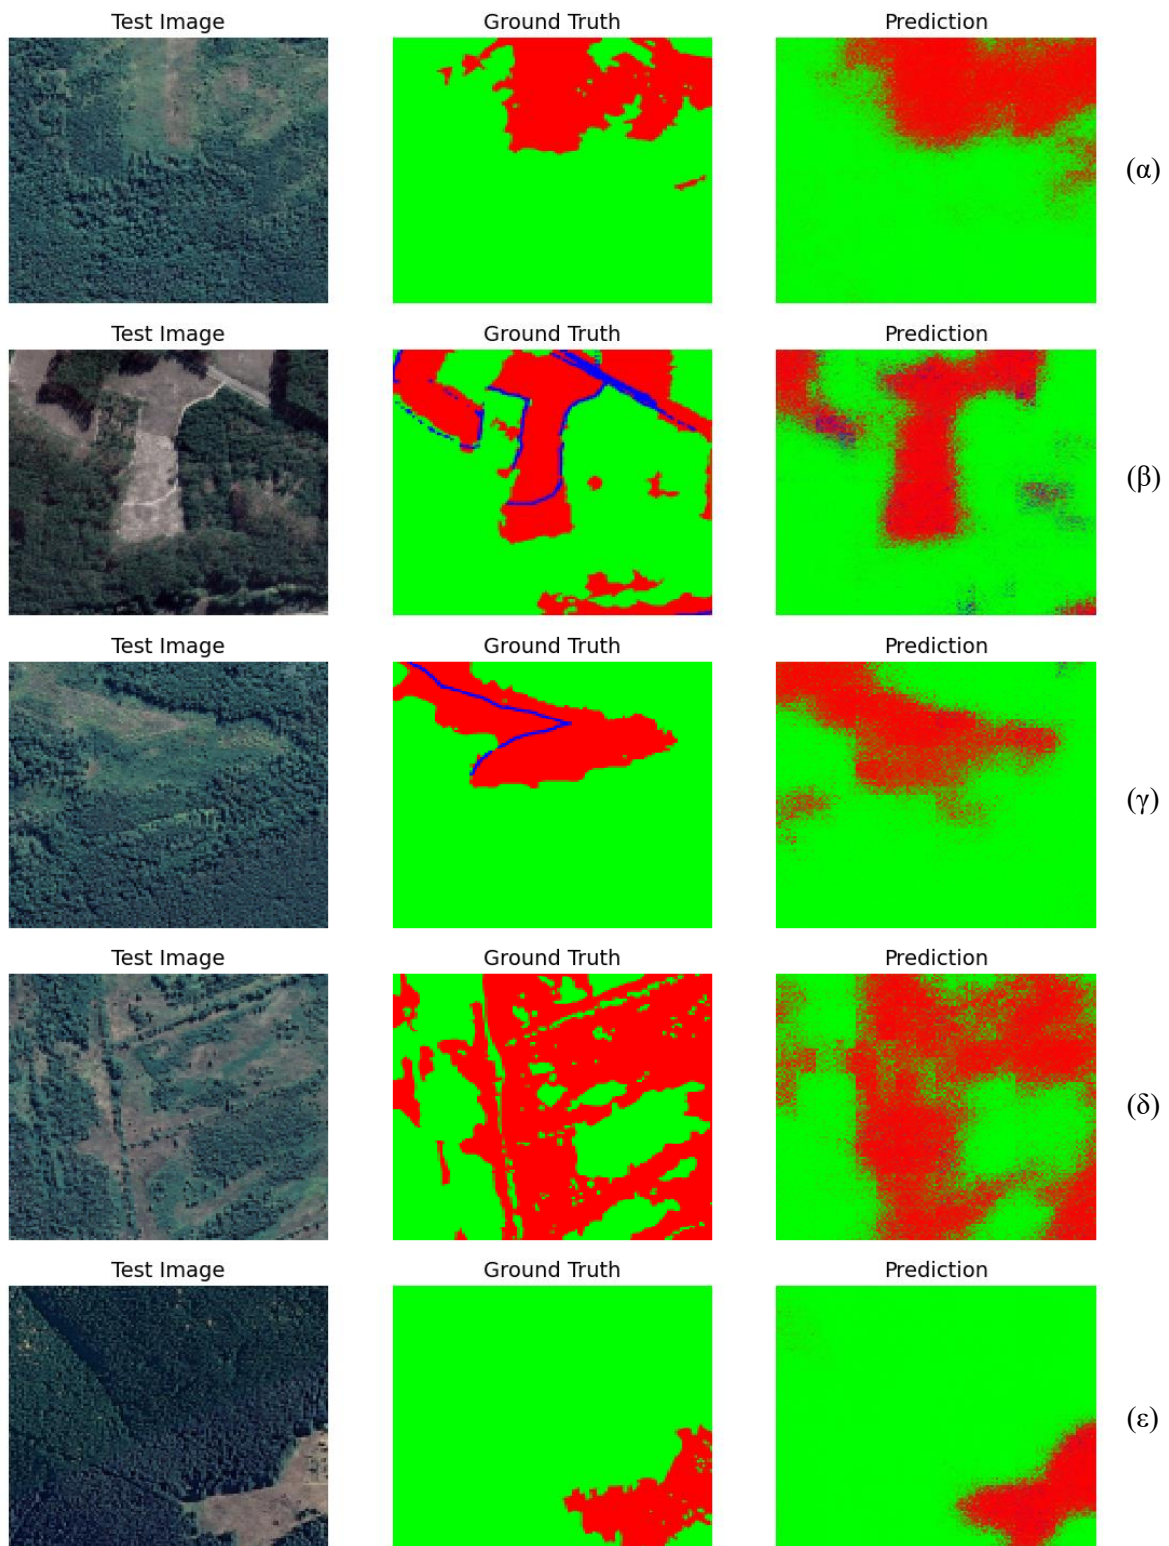 Test Image Ground Truth Prediction
(α)
Test Image Ground Truth Prediction
(β)
Test Image Ground Truth Prediction
(γ)
Test Image Ground Truth Prediction
(δ)
Test Image Ground Truth Prediction
(ε)